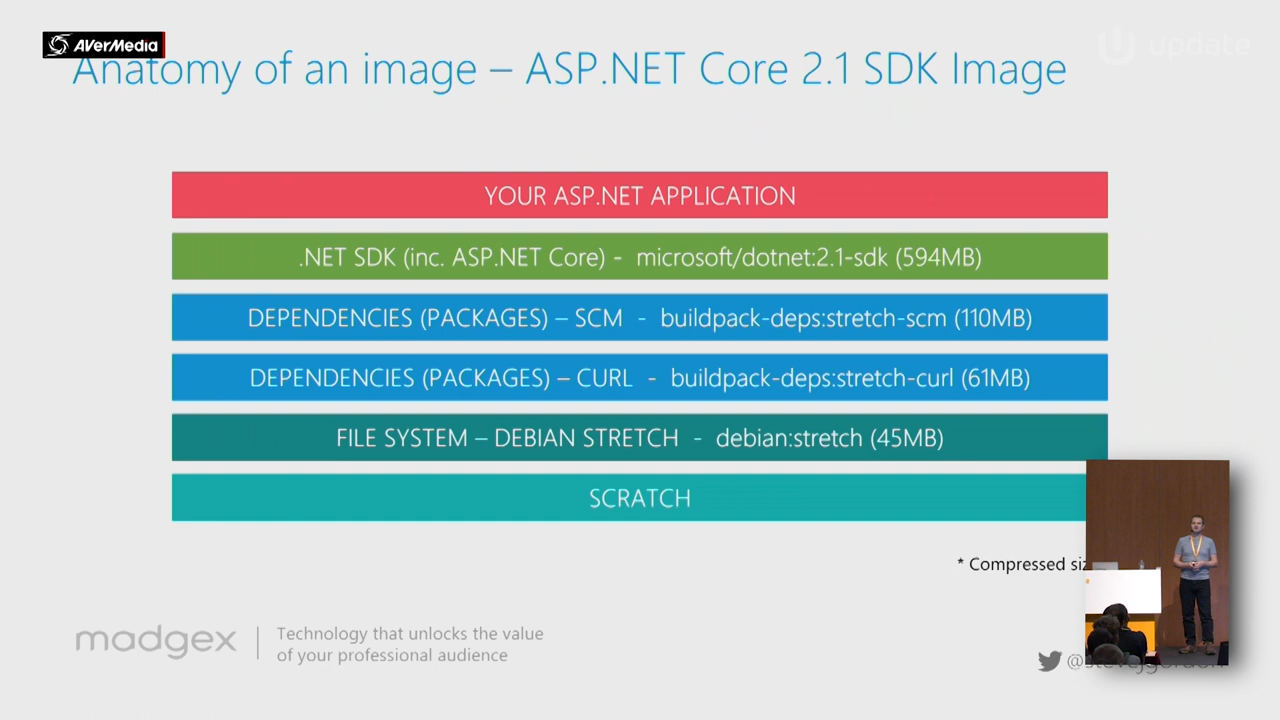 AVerMedia
update
Anatomy of an image – ASP.NET Core 2.1 SDK Image
YOUR ASP.NET APPLICATION
.NET SDK (inc. ASP.NET Core) - microsoft/dotnet:2.1-sdk (594MB)
DEPENDENCIES (PACKAGES) – SCM - buildpack-deps:stretch-scm (110MB)
DEPENDENCIES (PACKAGES) – CURL - buildpack-deps:stretch-curl (61MB)
FILE SYSTEM – DEBIAN STRETCH - debian:stretch (45MB)
SCRATCH
* Compressed
madgex
Technology that unlocks the value
of your professional audience